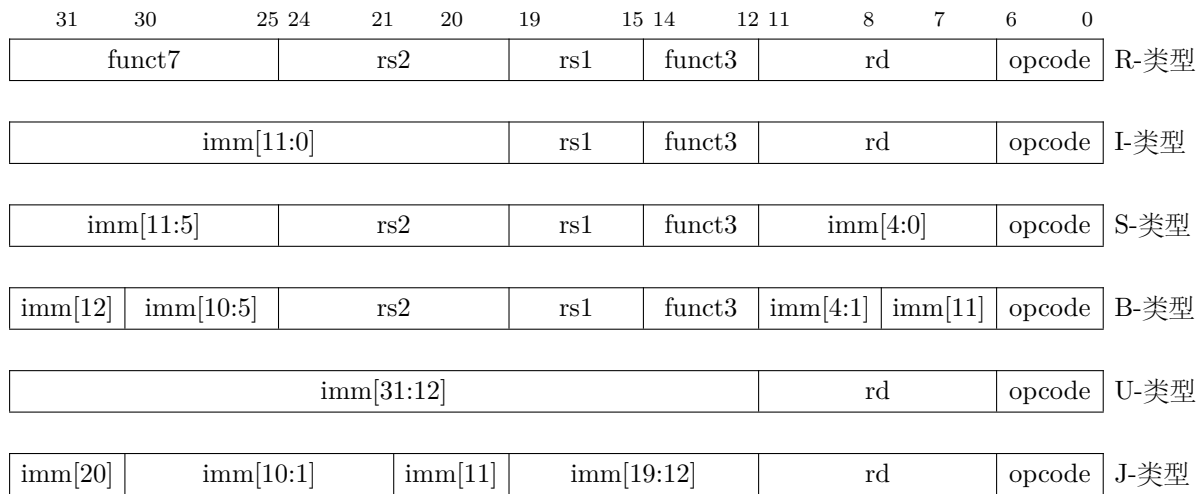 31 30 25 24 21 20 19 15 14 12 11 8 7 6 0
funct7 rs2 rs1 funct3 rd opcode R-类型
imm[11:0] rs1 funct3 rd opcode I-类型
imm[11:5] rs2 rs1 funct3 imm[4:0] opcode S-类型
imm[12] imm[10:5] rs2 rs1 funct3 imm[4:1] imm[11] opcode B-类型
imm[31:12] rd opcode U-类型
imm[20] imm[10:1] imm[11] imm[19:12] rd opcode J-类型